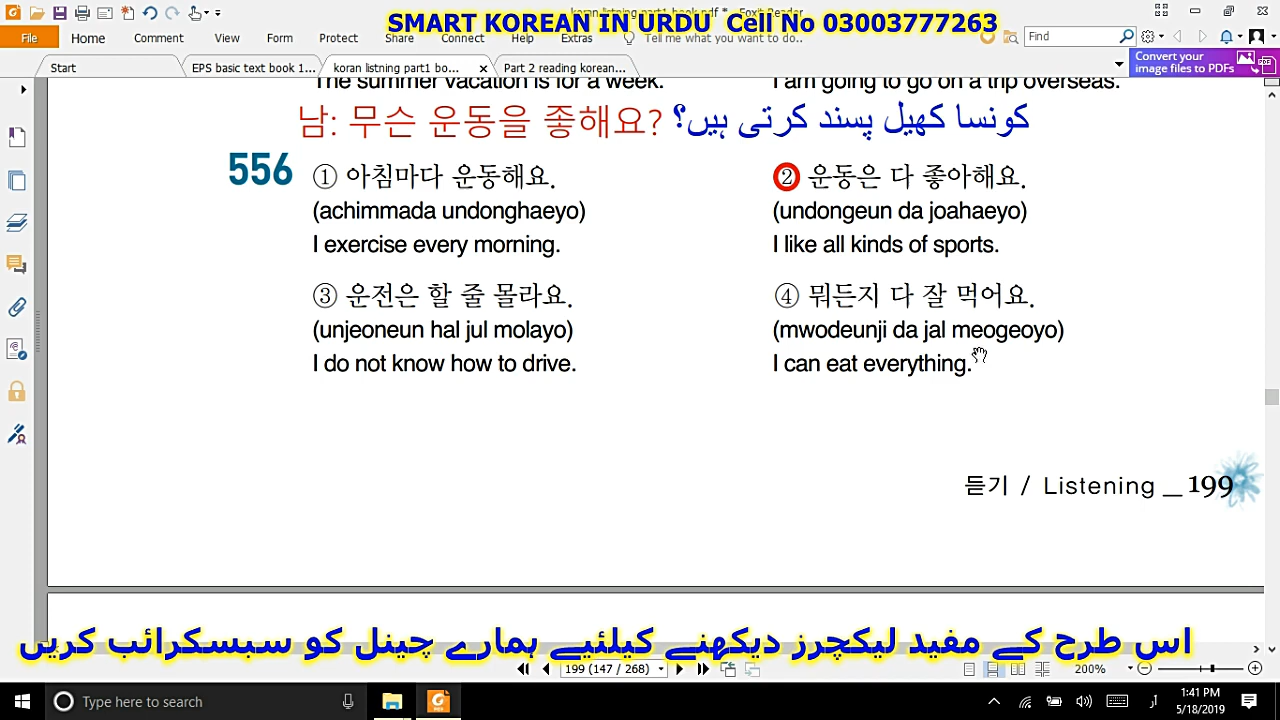 koran listning part1_book.pdf * - Foxit Reader
SMART KOREAN IN URDU Cell No 03003777263
File Home Comment View Form Protect Share Connect Help Extras Tell me what you want to do.. Find
Start EPS basic text book 1... koran listning part1 bo... Part 2 reading korean...
Convert your
image files to PDFs
The summer vacation is for a week. I am going to go on a trip overseas.
남: 무슨 운동을 좋해요? کونسا کھیل پسند کرتی ہیں؟
556 ① 아침마다 운동해요. ② 운동은 다 좋아해요.
(achimmada undonghaeyo) (undongeun da joahaeyo)
I exercise every morning. I like all kinds of sports.
③ 운전은 할 줄 몰라요. ④ 뭐든지 다 잘 먹어요.
(unjeoneun hal jul molayo) (mwodeunji da jal meogeoyo)
I do not know how to drive. I can eat everything.
듣기 / Listening _ 199
اس طرح کے مفید لیکچرز دیکھنے کیلئیے ہمارے چینل کو سبسکرائب کریں
199 (147 / 268) 200%
Type here to search
1:41 PM
5/18/2019